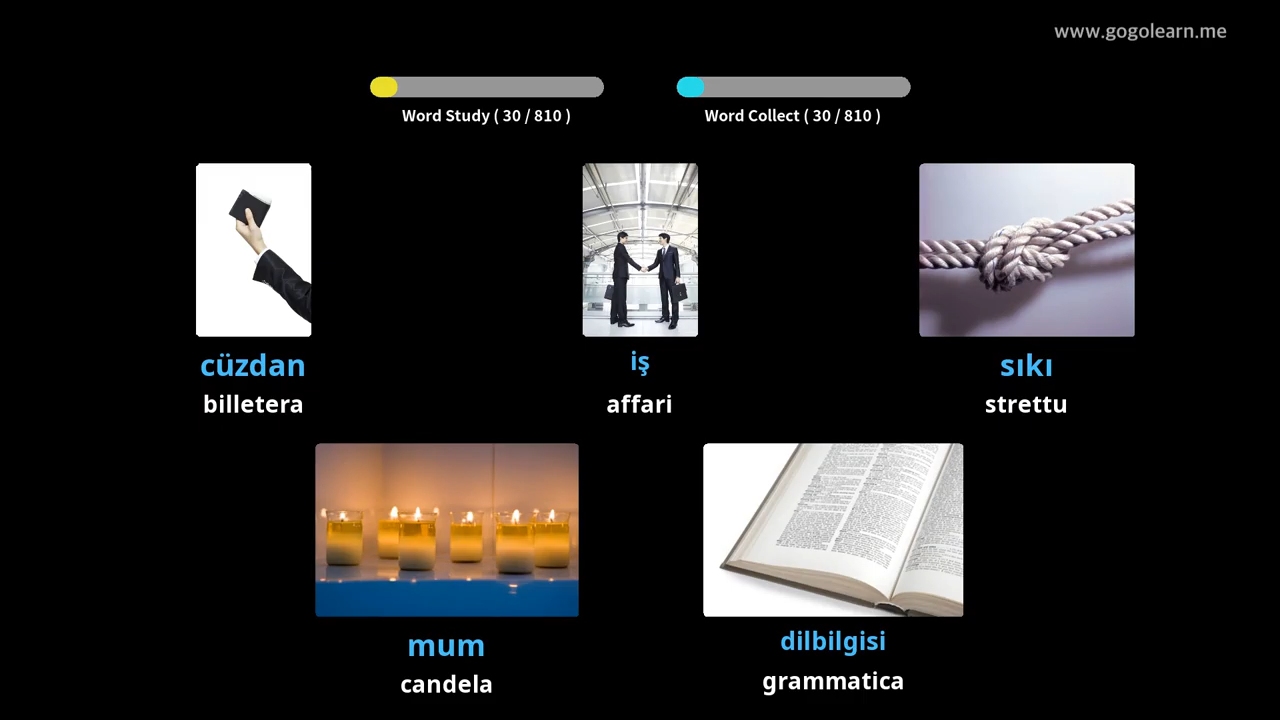 www.gogolearn.me
Word Study ( 30 / 810 )
Word Collect ( 30 / 810 )
cüzdan
billetera
iş
affari
sıkı
strettu
mum
candela
dilbilgisi
grammatica